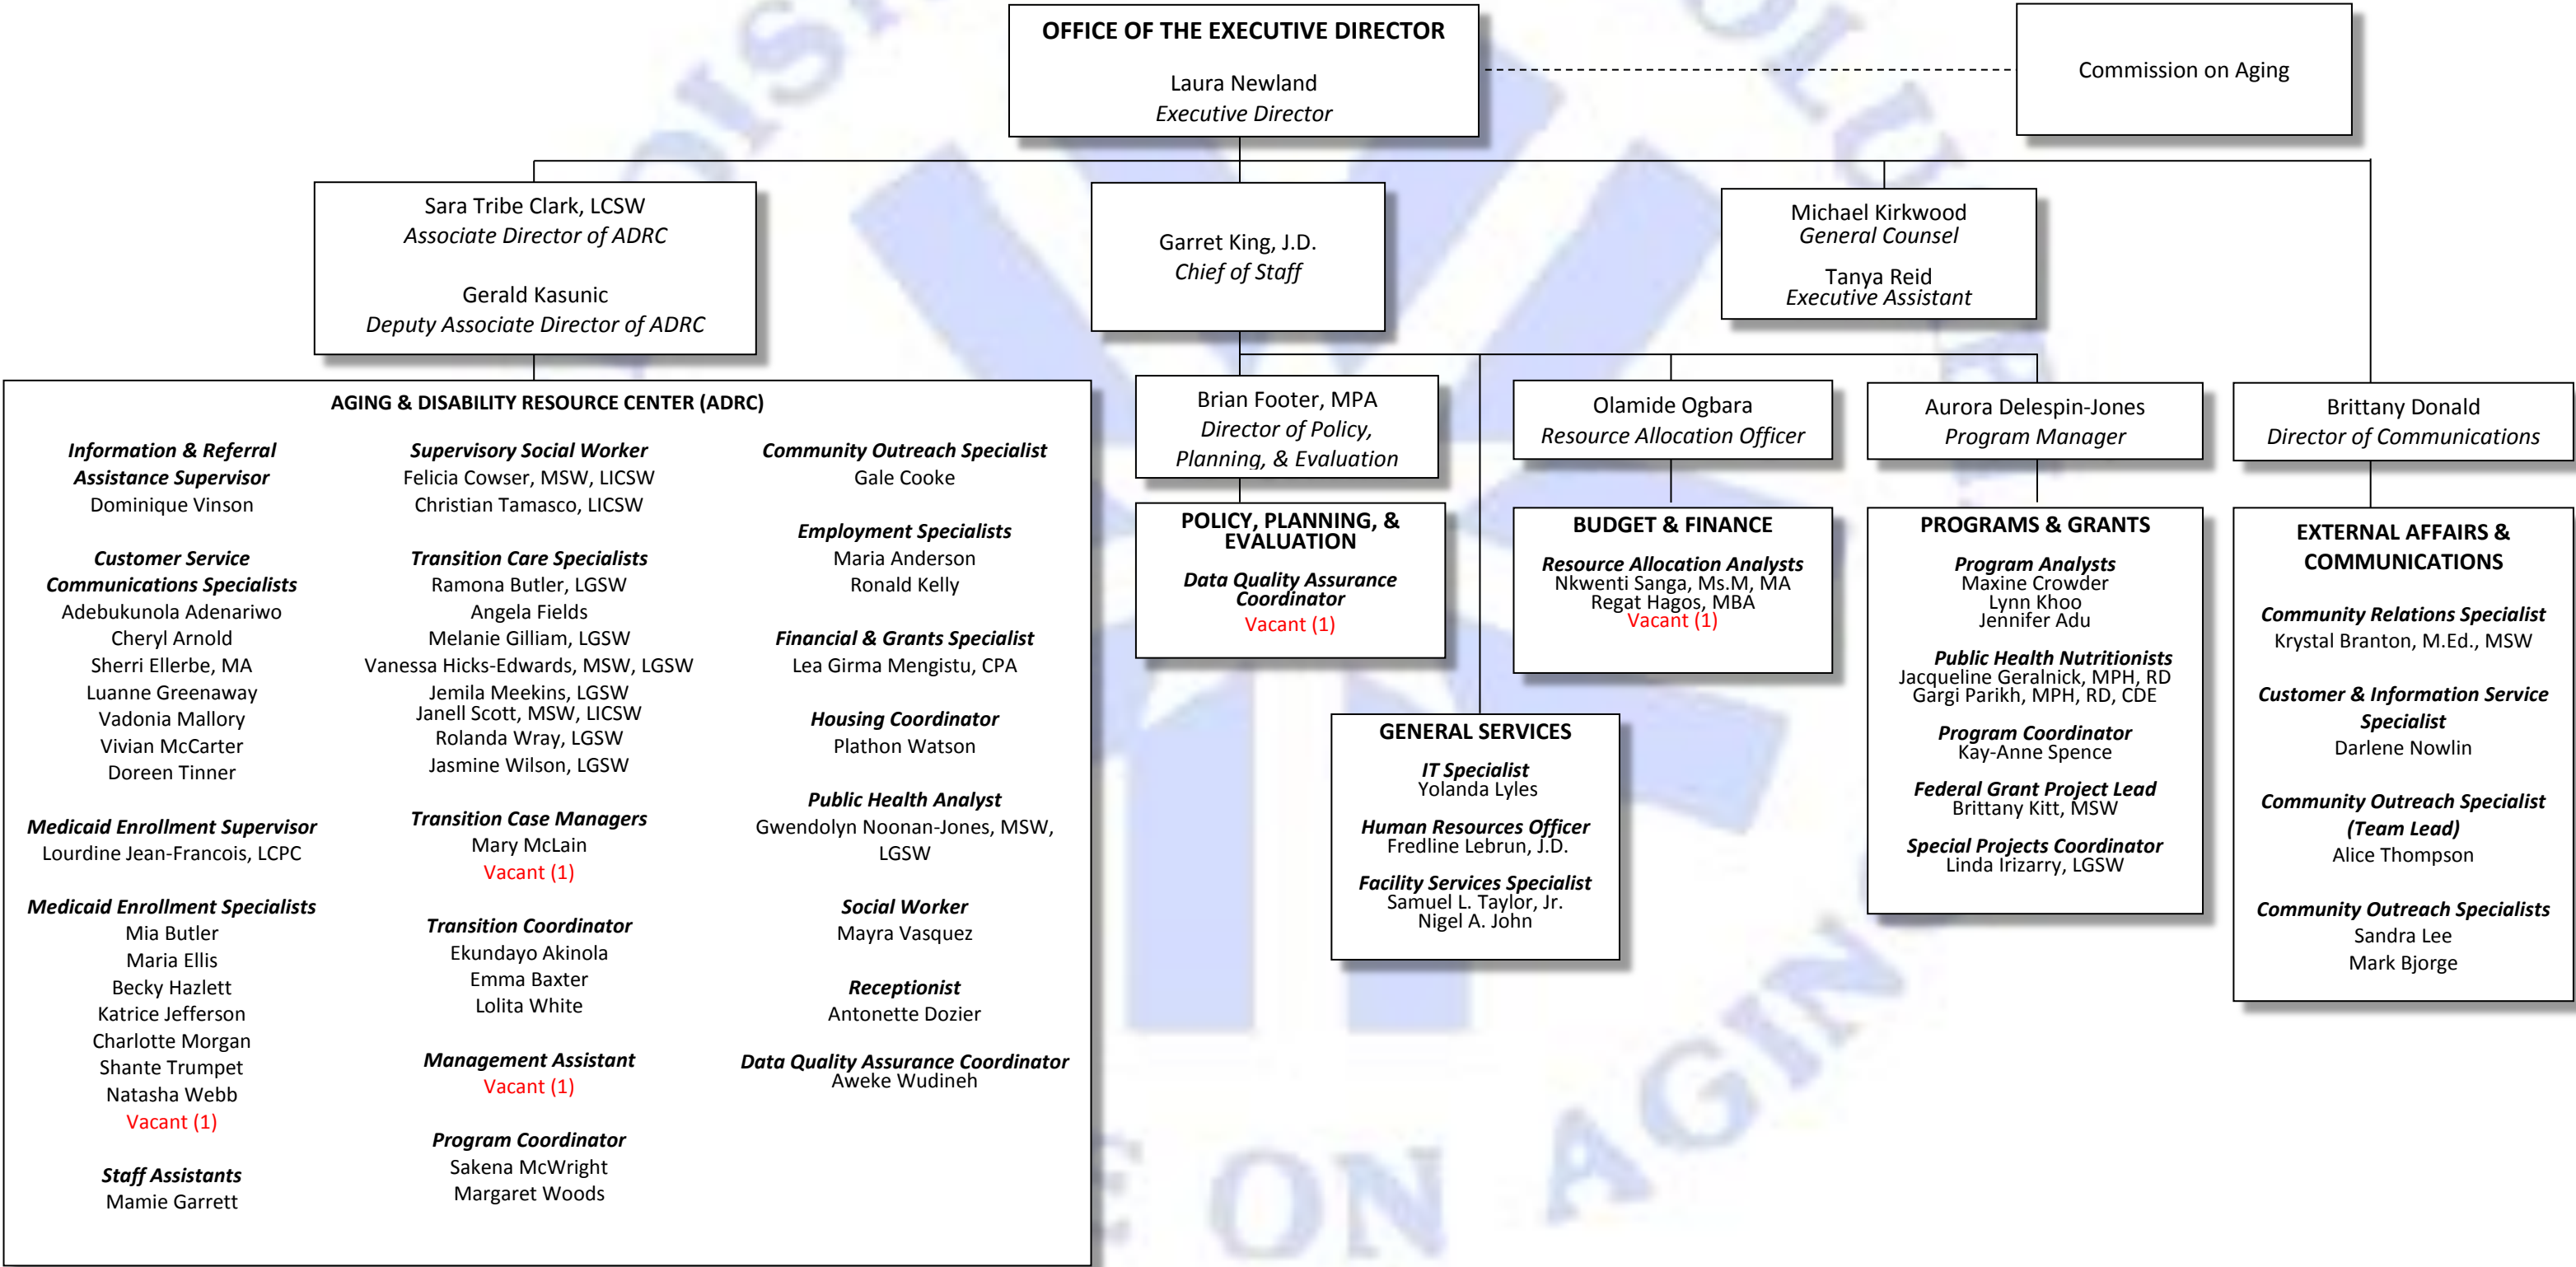 OFFICE OF THE EXECUTIVE DIRECTOR
Laura Newland
Executive Director
Commission on Aging
Sara Tribe Clark, LCSW
Associate Director of ADRC
Gerald Kasunic
Deputy Associate Director of ADRC
Garret King, J.D.
Chief of Staff
Michael Kirkwood
General Counsel
Tanya Reid
Executive Assistant
AGING & DISABILITY RESOURCE CENTER (ADRC)
Information & Referral
Assistance Supervisor
Dominique Vinson
Customer Service
Communications Specialists
Adebukunola Adenariwo
Cheryl Arnold
Sherri Ellerbe, MA
Luanne Greenaway
Vadonia Mallory
Vivian McCarter
Doreen Tinner
Medicaid Enrollment Supervisor
Lourdine Jean-Francois, LCPC
Medicaid Enrollment Specialists
Mia Butler
Maria Ellis
Becky Hazlett
Katrice Jefferson
Charlotte Morgan
Shante Trumpet
Natasha Webb
Vacant (1)
Staff Assistants
Mamie Garrett
Supervisory Social Worker
Felicia Cowser, MSW, LICSW
Christian Tamasco, LICSW
Transition Care Specialists
Ramona Butler, LGSW
Angela Fields
Melanie Gilliam, LGSW
Vanessa Hicks-Edwards, MSW, LGSW
Jemila Meekins, LGSW
Janell Scott, MSW, LICSW
Rolanda Wray, LGSW
Jasmine Wilson, LGSW
Transition Case Managers
Mary McLain
Vacant (1)
Transition Coordinator
Ekundayo Akinola
Emma Baxter
Lolita White
Management Assistant
Vacant (1)
Program Coordinator
Sakena McWright
Margaret Woods
Community Outreach Specialist
Gale Cooke
Employment Specialists
Maria Anderson
Ronald Kelly
Financial & Grants Specialist
Lea Girma Mengistu, CPA
Housing Coordinator
Plathon Watson
Public Health Analyst
Gwendolyn Noonan-Jones, MSW,
LGSW
Social Worker
Mayra Vasquez
Receptionist
Antonette Dozier
Data Quality Assurance Coordinator
Aweke Wudineh
Brian Footer, MPA
Director of Policy,
Planning, & Evaluation
POLICY, PLANNING, &
EVALUATION
Data Quality Assurance
Coordinator
Vacant (1)
GENERAL SERVICES
IT Specialist
Yolanda Lyles
Human Resources Officer
Fredline Lebrun, J.D.
Facility Services Specialist
Samuel L. Taylor, Jr.
Nigel A. John
Olamide Ogbara
Resource Allocation Officer
BUDGET & FINANCE
Resource Allocation Analysts
Nkwenti Sanga, Ms.M, MA
Regat Hagos, MBA
Vacant (1)
Aurora Delespin-Jones
Program Manager
PROGRAMS & GRANTS
Program Analysts
Maxine Crowder
Lynn Khoo
Jennifer Adu
Public Health Nutritionists
Jacqueline Geralnick, MPH, RD
Gargi Parikh, MPH, RD, CDE
Program Coordinator
Kay-Anne Spence
Federal Grant Project Lead
Brittany Kitt, MSW
Special Projects Coordinator
Linda Irizarry, LGSW
Brittany Donald
Director of Communications
EXTERNAL AFFAIRS &
COMMUNICATIONS
Community Relations Specialist
Krystal Branton, M.Ed., MSW
Customer & Information Service
Specialist
Darlene Nowlin
Community Outreach Specialist
(Team Lead)
Alice Thompson
Community Outreach Specialists
Sandra Lee
Mark Bjorge
ON